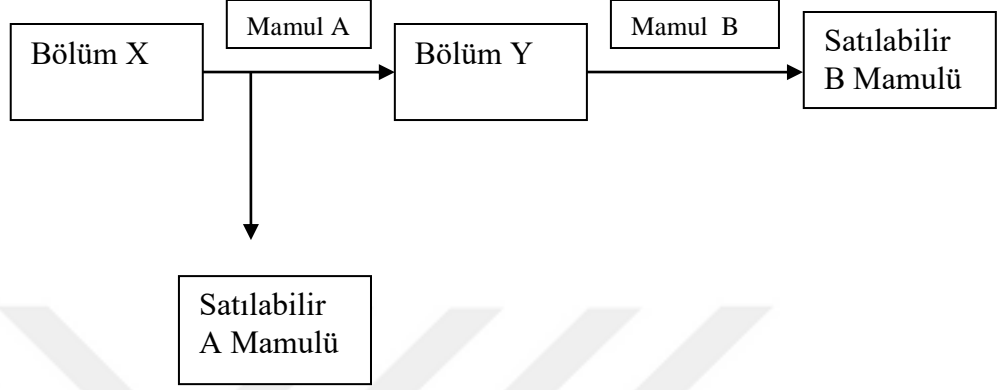 Bölüm X
Mamul A
Bölüm Y
Mamul B
Satılabilir
B Mamulü
Satılabilir
A Mamulü